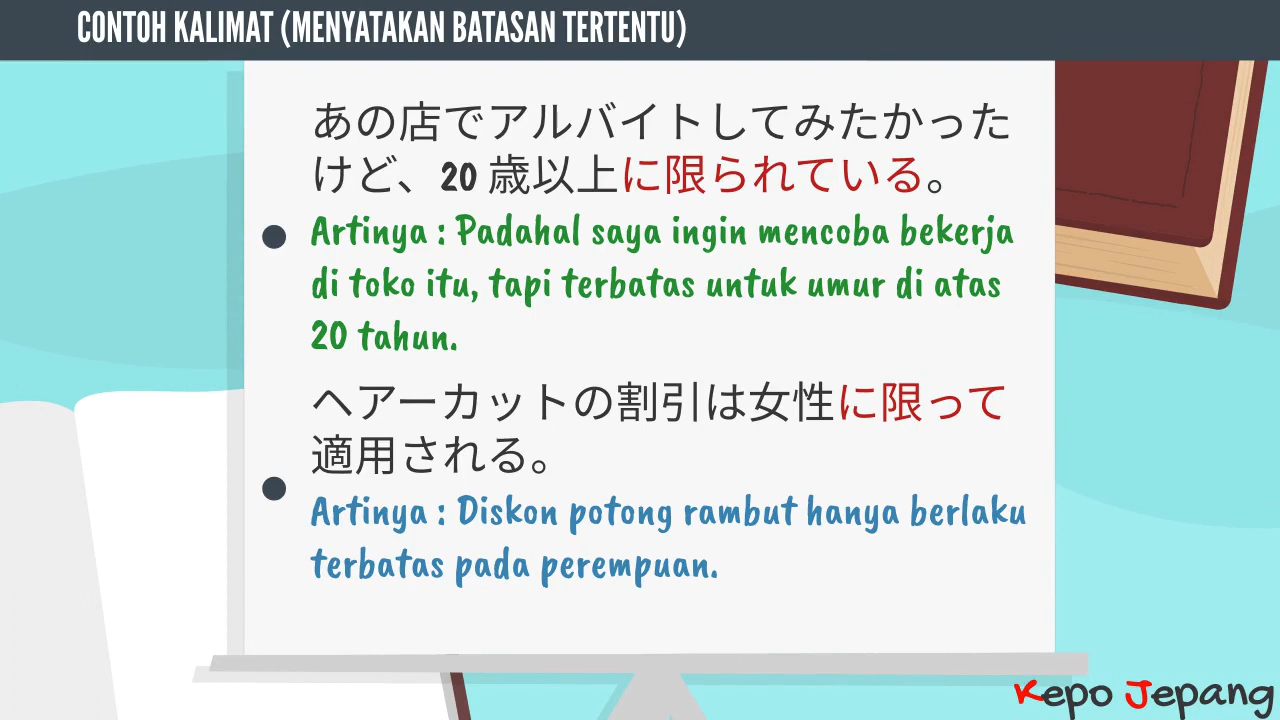 CONTOH KALIMAT (MENYATAKAN BATASAN TERTENTU)
あの店でアルバイトしてみたかった
けど、20 歳以上に限られている。
Artinya : Padahal saya ingin mencoba bekerja
di toko itu, tapi terbatas untuk umur di atas
20 tahun.
ヘアーカットの割引は女性に限って
適用される。
Artinya : Diskon potong rambut hanya berlaku
terbatas pada perempuan.
Kepo Jepang